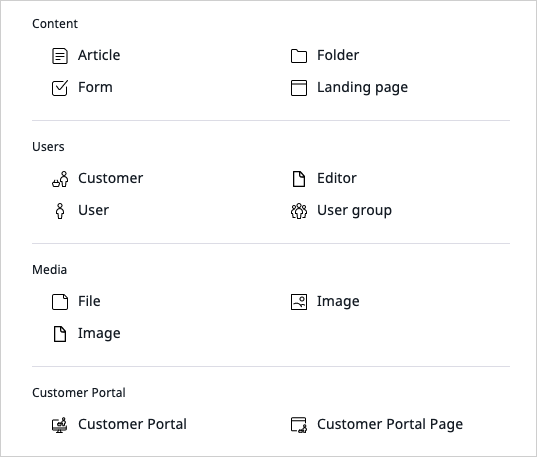 Content
Article
Folder
Form
Landing page
Users
Customer
Editor
User
User group
Media
File
Image
Image
Customer Portal
Customer Portal
Customer Portal Page